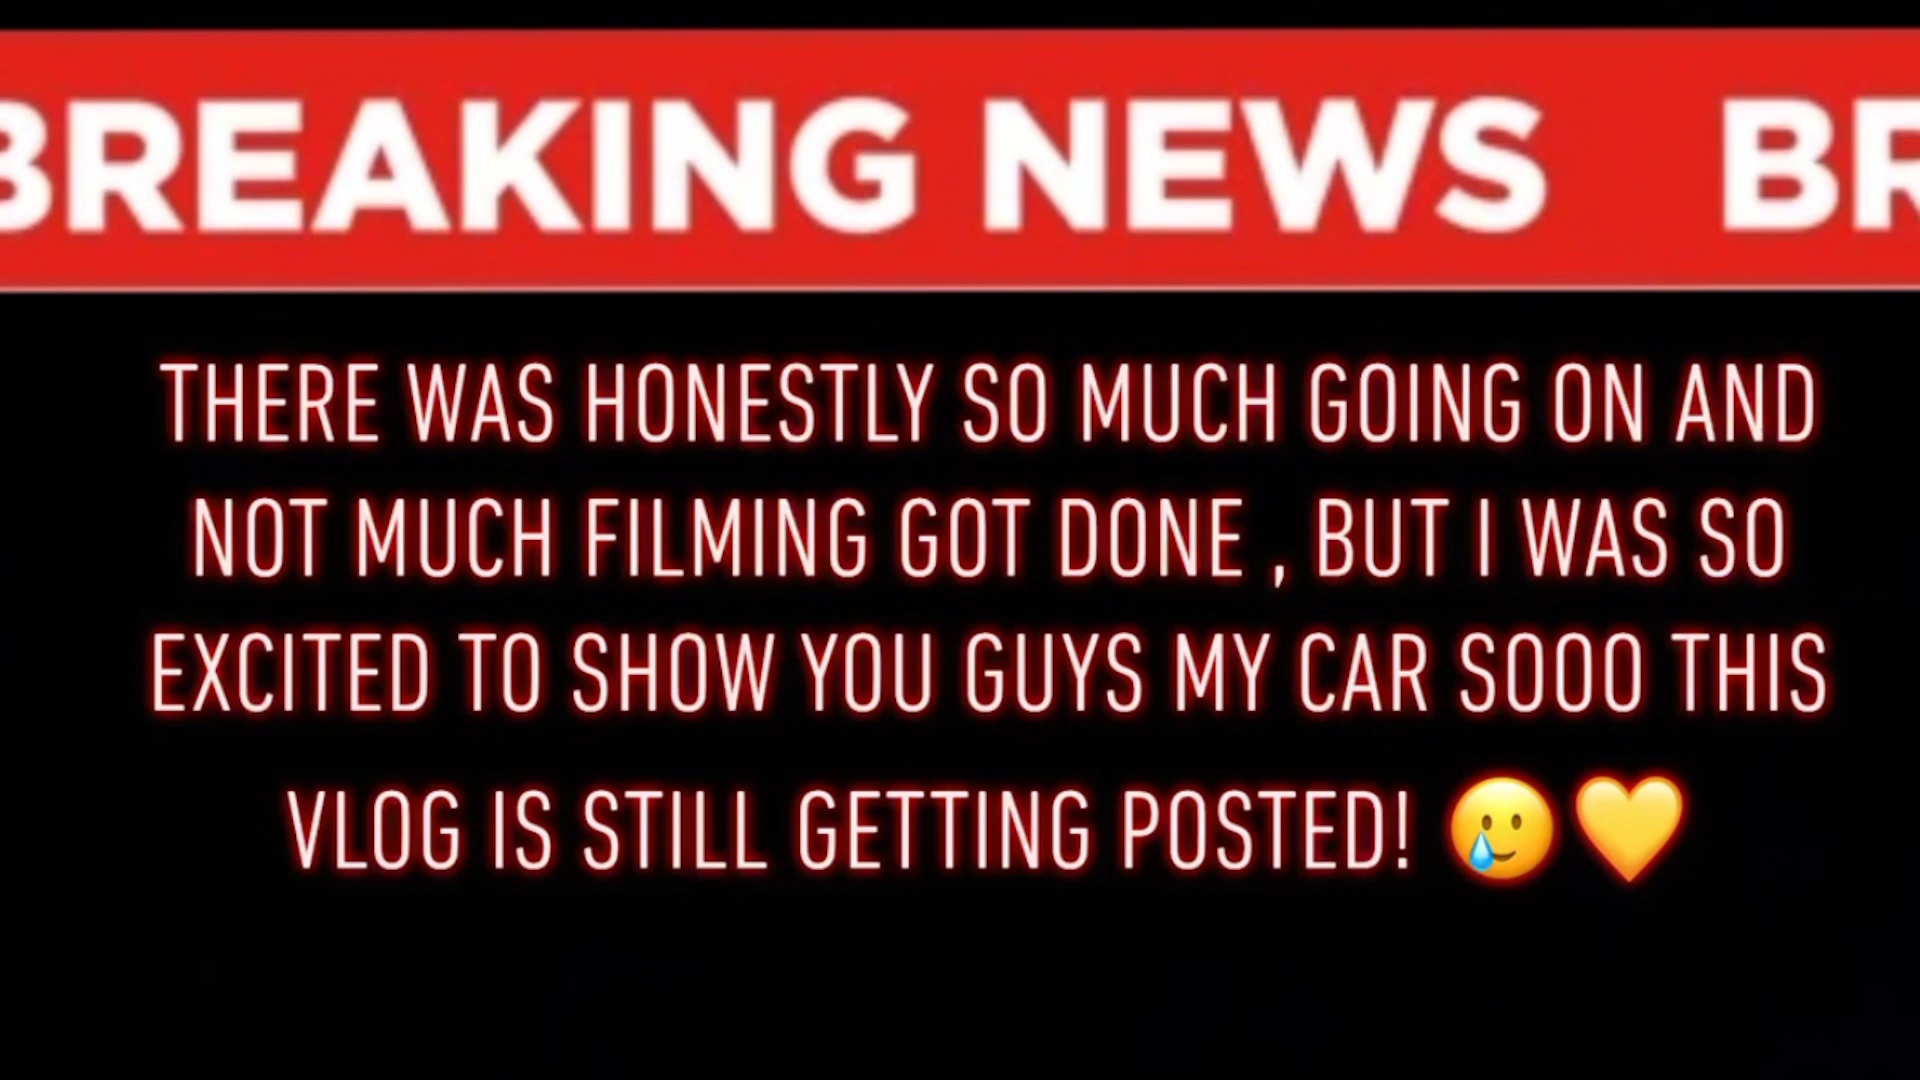 BREAKING NEWS BR
THERE WAS HONESTLY SO MUCH GOING ON AND
NOT MUCH FILMING GOT DONE , BUT I WAS SO
EXCITED TO SHOW YOU GUYS MY CAR SOOO THIS
VLOG IS STILL GETTING POSTED! 🥲💛